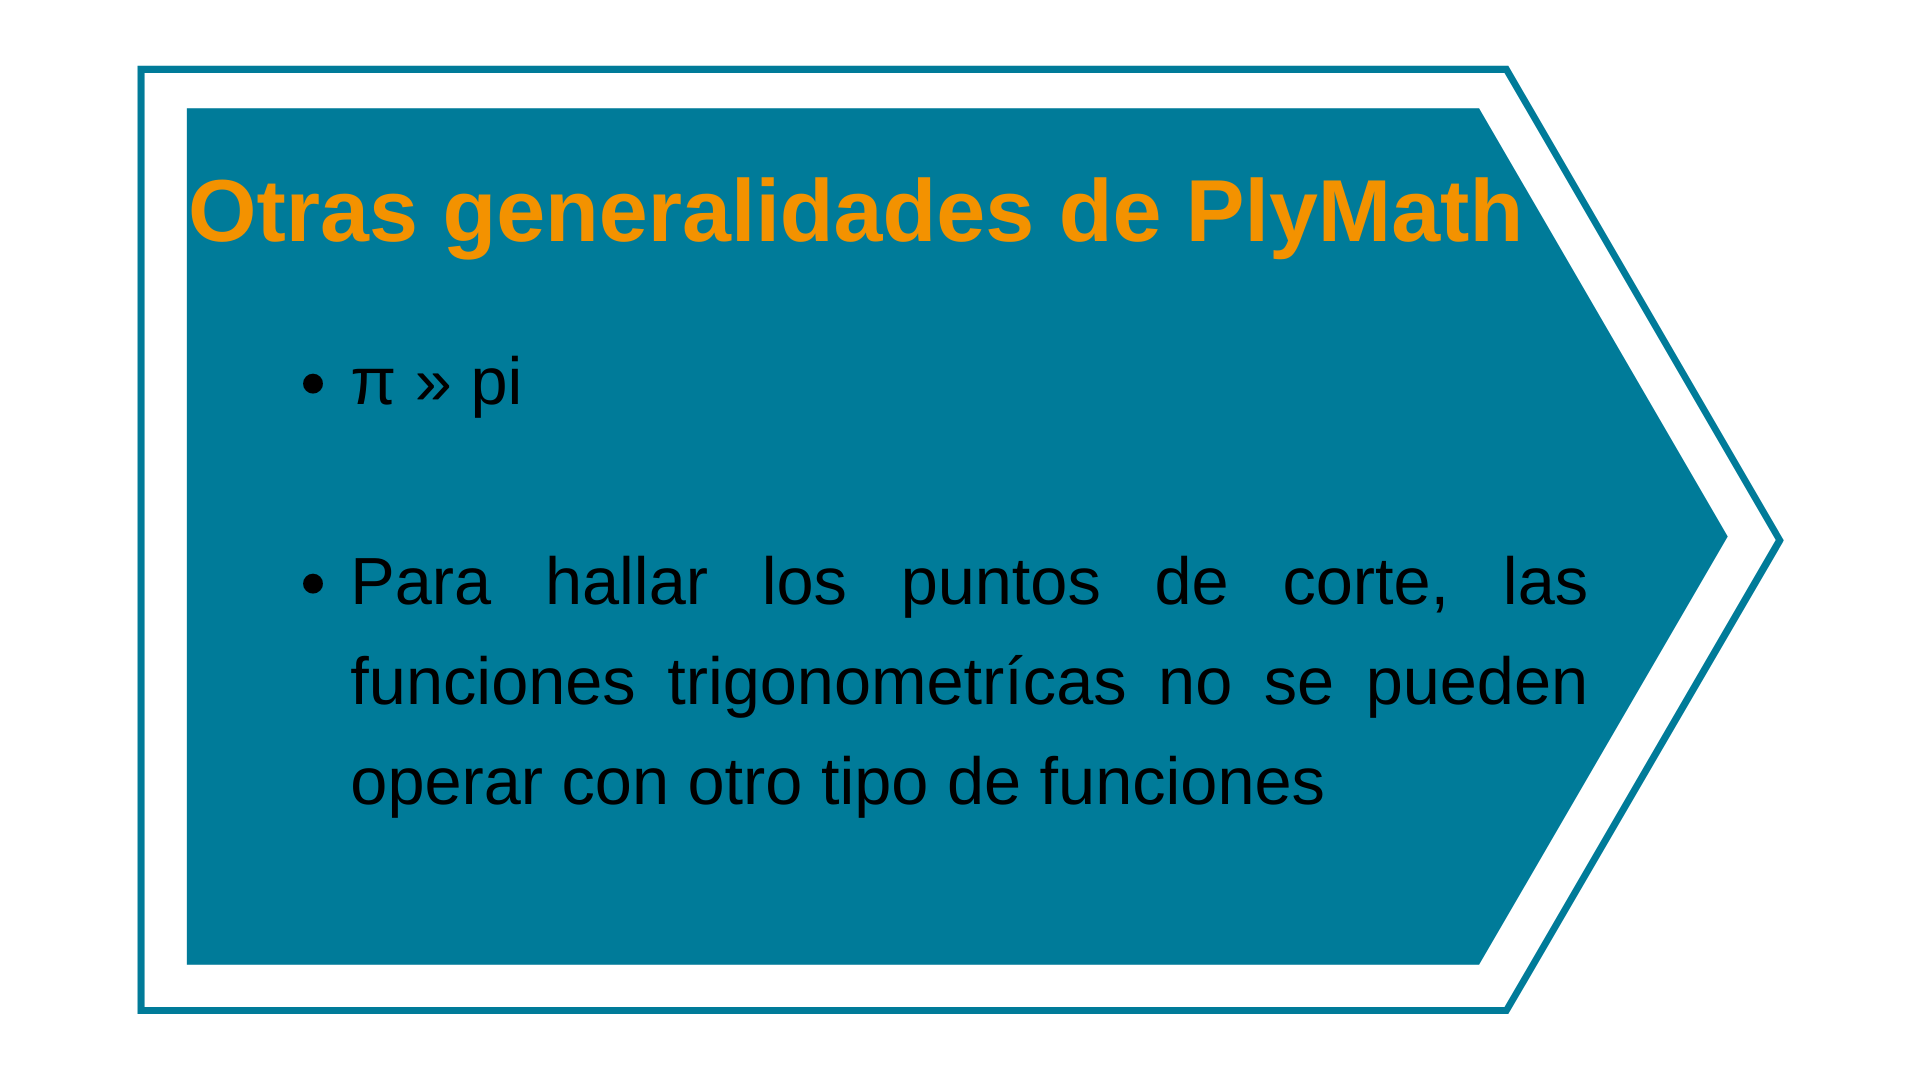 Otras generalidades de PlyMath
• π » pi
• Para hallar los puntos de corte, las
funciones trigonometrícas no se pueden
operar con otro tipo de funciones